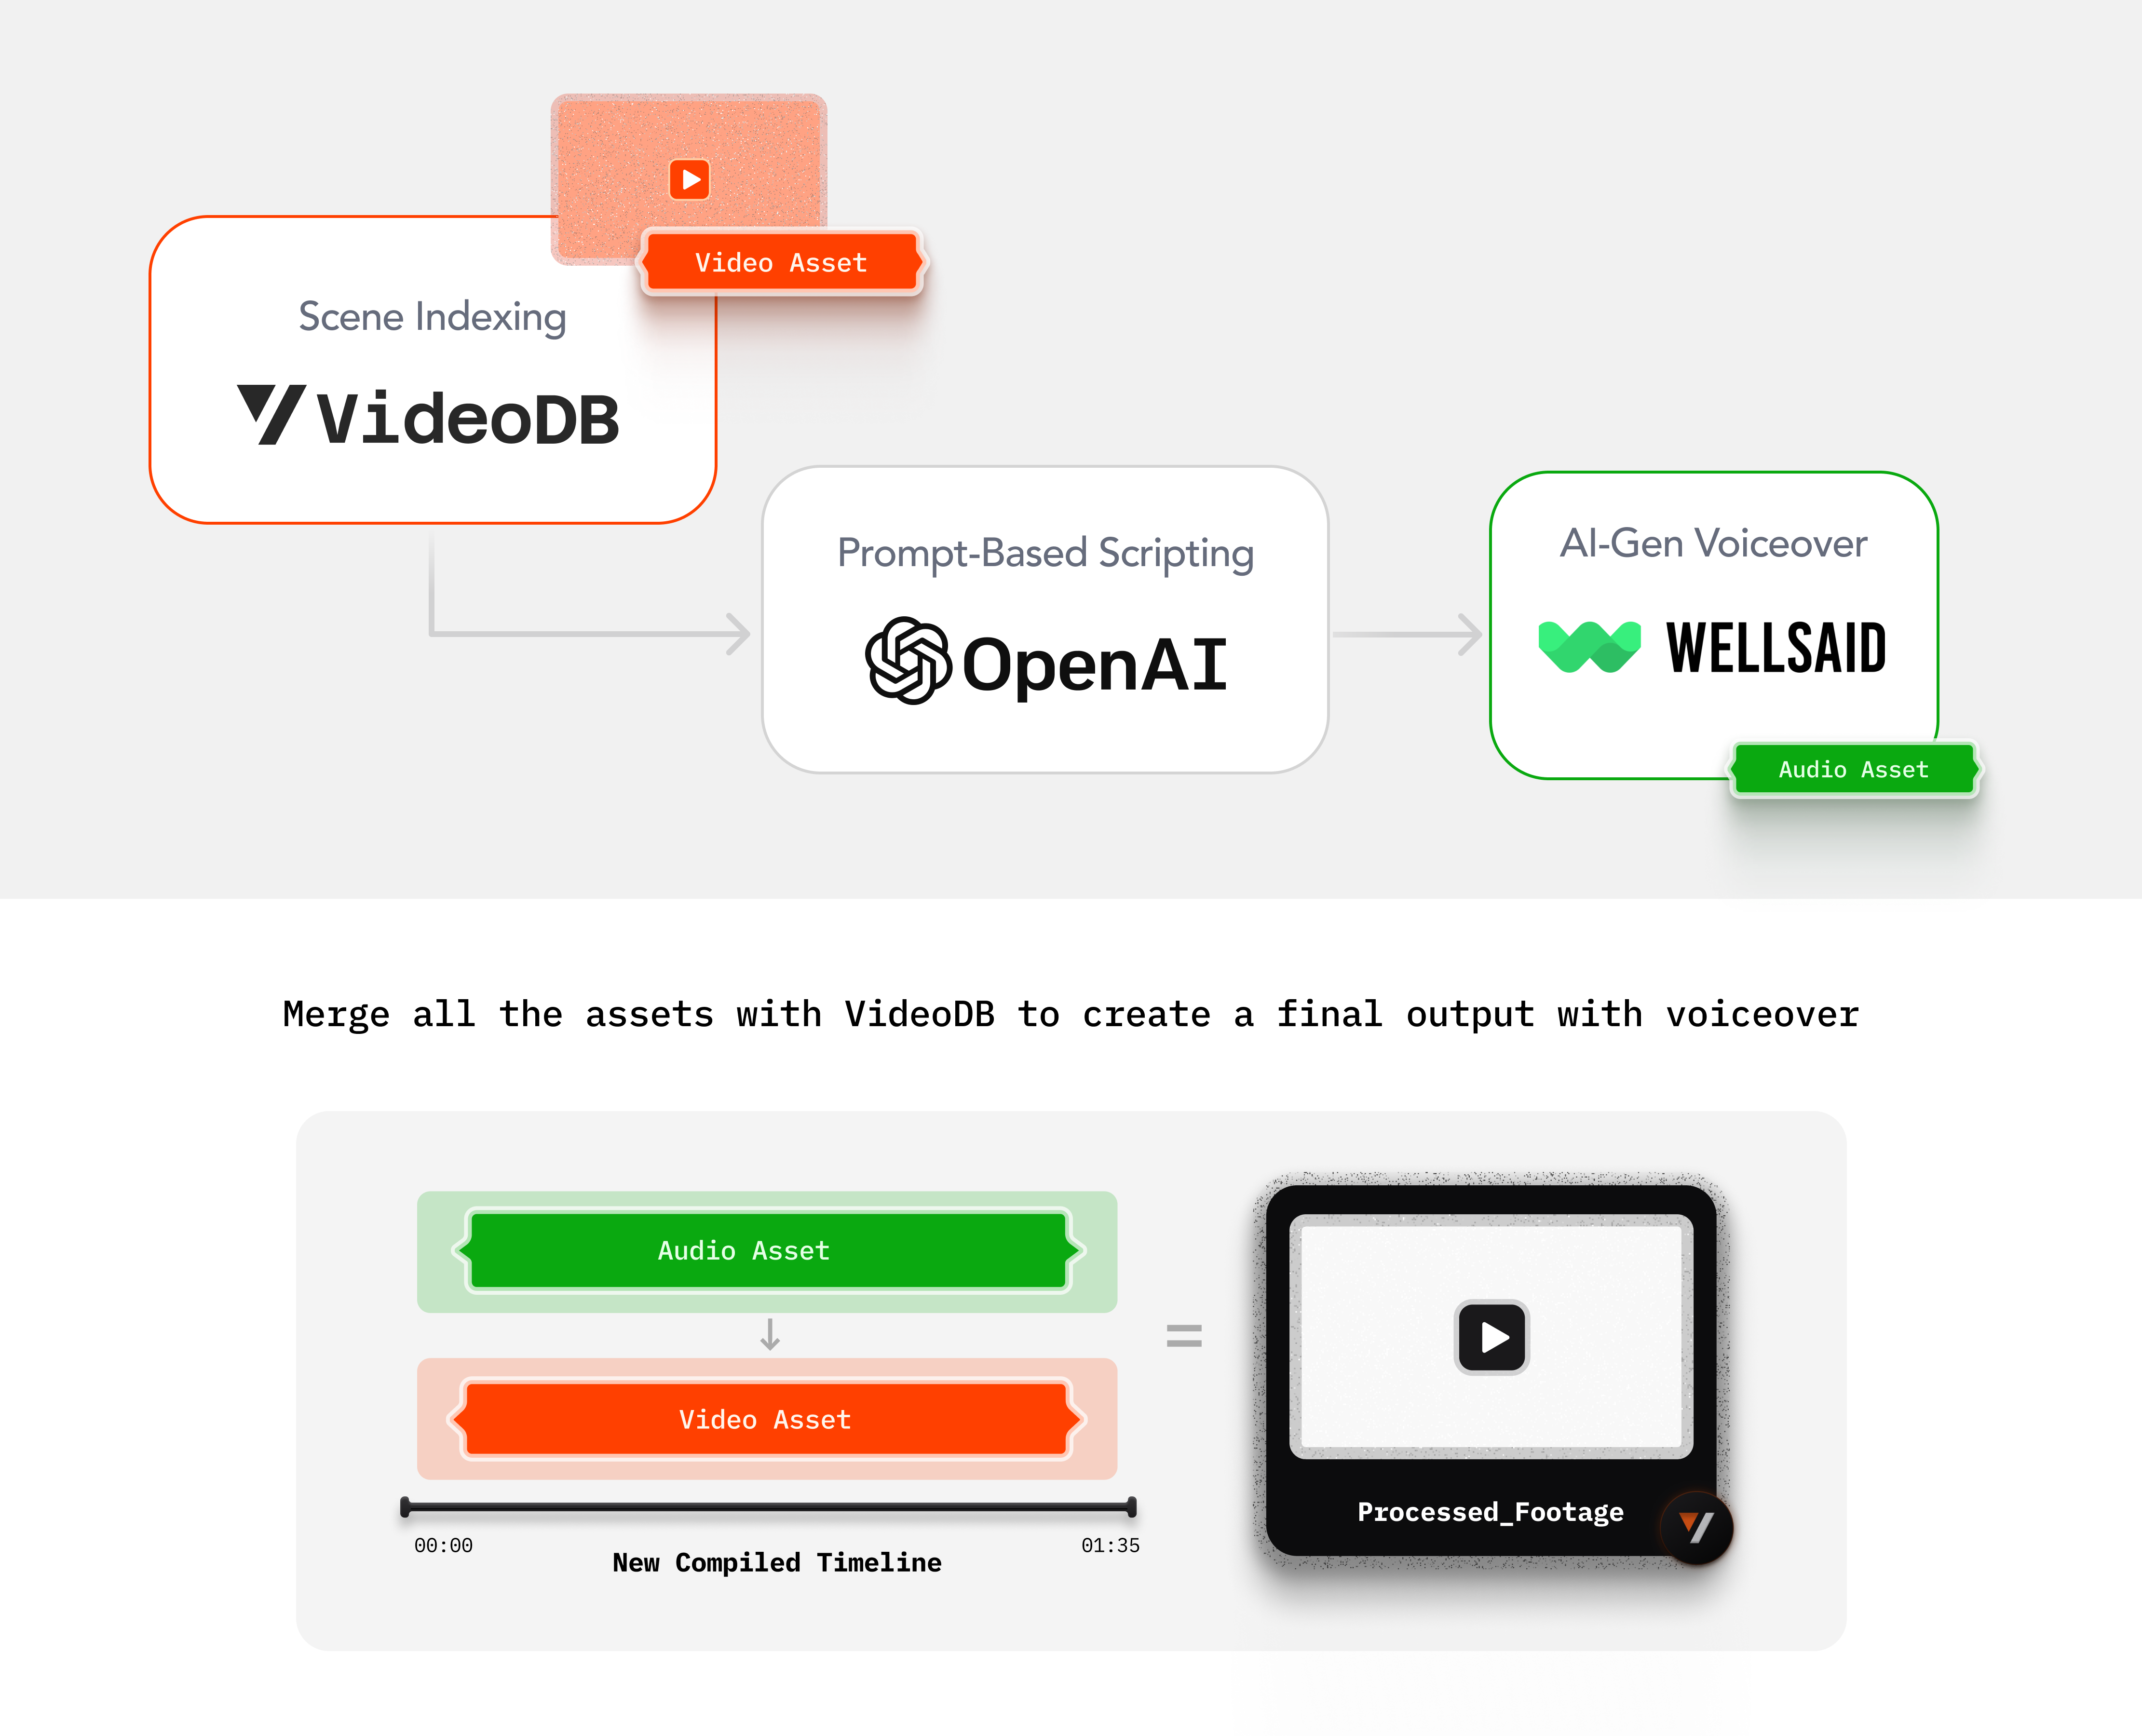 Video Asset
Scene Indexing
VideoDB
Prompt-Based Scripting
OpenAI
AI-Gen Voiceover
WELLSAID
Audio Asset
Merge all the assets with VideoDB to create a final output with voiceover
Audio Asset
Video Asset
00:00
01:35
New Compiled Timeline
=
Processed_Footage